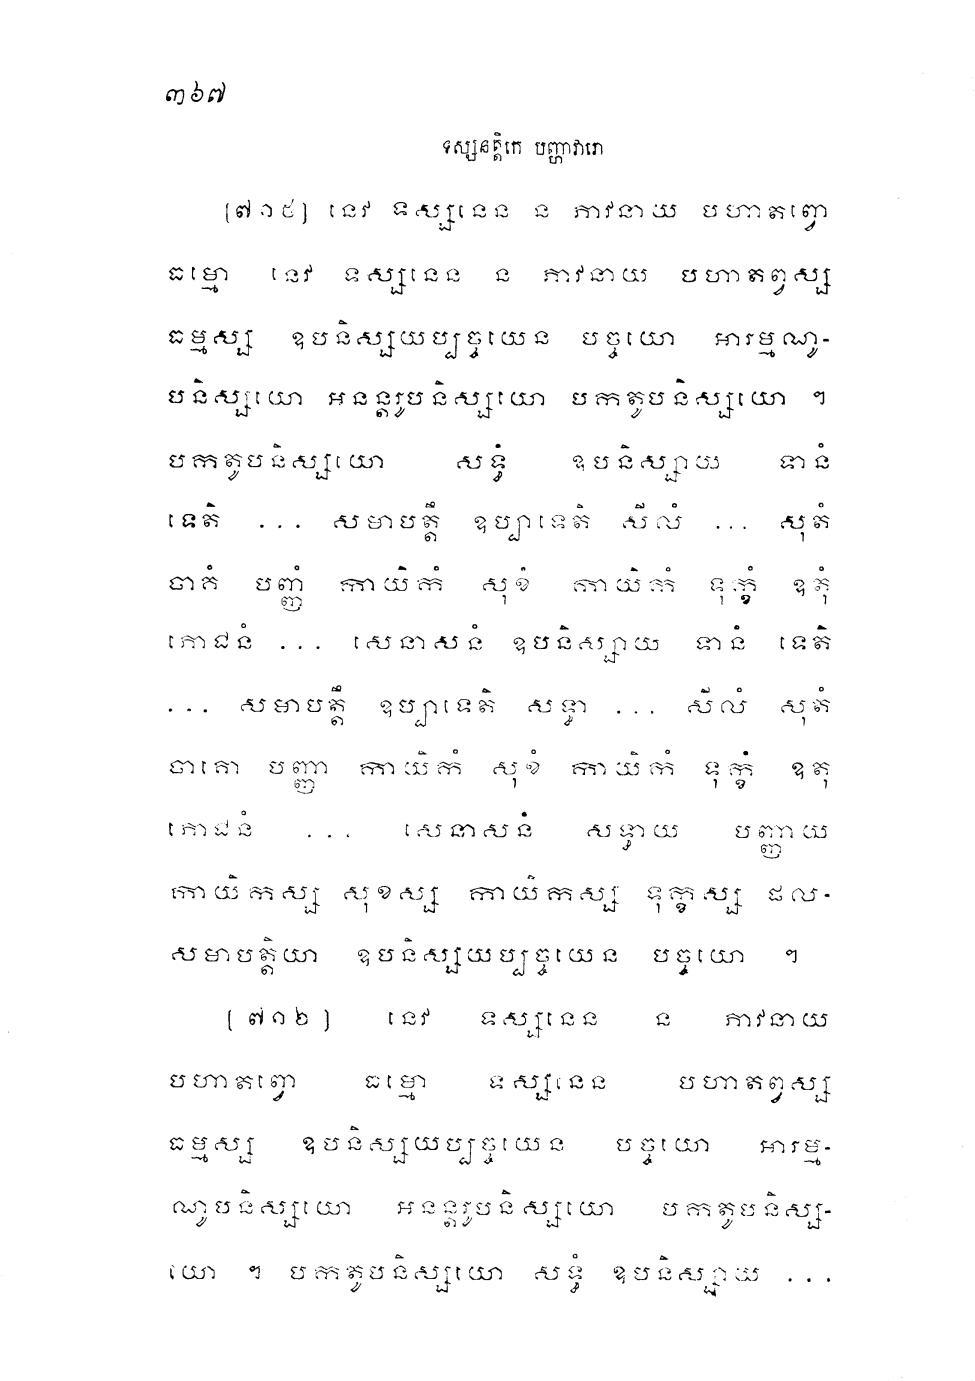 ៣៦៧
ទស្សនត្តិកេ បញ្ហាវារោ
[៧១៥] នេវ ទស្សនេន ន ភាវនាយ បហាតព្វោ
ធម្មោ នេវ ទស្សនេន ន ភាវនាយ បហាតព្វស្ស
ធម្មស្ស ឧបនិស្សយប្បច្ចយេន បច្ចយោ អារម្មណូ-
បនិស្សយោ អនន្តរូបនិស្សយោ បកតូបនិស្សយោ ។
បកតូបនិស្សយោ សទ្ធំ ឧបនិស្សាយ ទានំ
ទេតិ ... សមាបត្តឹ ឧប្បាទេតិ សីលំ ... សុតំ
ចាគំ បញ្ញំ កាយិកំ សុខំ កាយិកំ ទុក្ខំ ឧតុំ
ភោជនំ ... សេនាសនំ ឧបនិស្សាយ ទានំ ទេតិ
... សមាបត្តឹ ឧប្បាទេតិ សទ្ធា ... សីលំ សុតំ
ចាគោ បញ្ញា កាយិកំ សុខំ កាយិកំ ទុក្ខំ ឧតុ
ភោជនំ ... សេនាសនំ សទ្ធាយ បញ្ញាយ
កាយិកស្ស សុខស្ស កាយិកស្ស ទុក្ខស្ស ផល-
សមាបត្តិយា ឧបនិស្សយប្បច្ចយេន បច្ចយោ ។
[៧១៦] នេវ ទស្សនេន ន ភាវនាយ
បហាតព្វោ ធម្មោ ទស្សនេន បហាតព្វស្ស
ធម្មស្ស ឧបនិស្សយប្បច្ចយេន បច្ចយោ អារម្ម-
ណូបនិស្សយោ អនន្តរូបនិស្សយោ បកតូបនិស្ស-
យោ ។ បកតូបនិស្សយោ សទ្ធំ ឧបនិស្សាយ ...